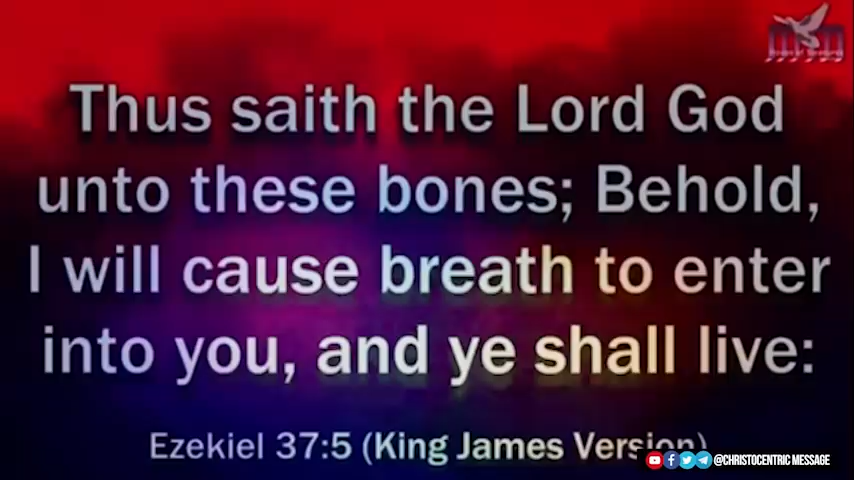 Thus saith the Lord God
unto these bones; Behold,
I will cause breath to enter
into you, and ye shall live:
Ezekiel 37:5 (King James Version)
@CHRISTOCENTRIC MESSAGE